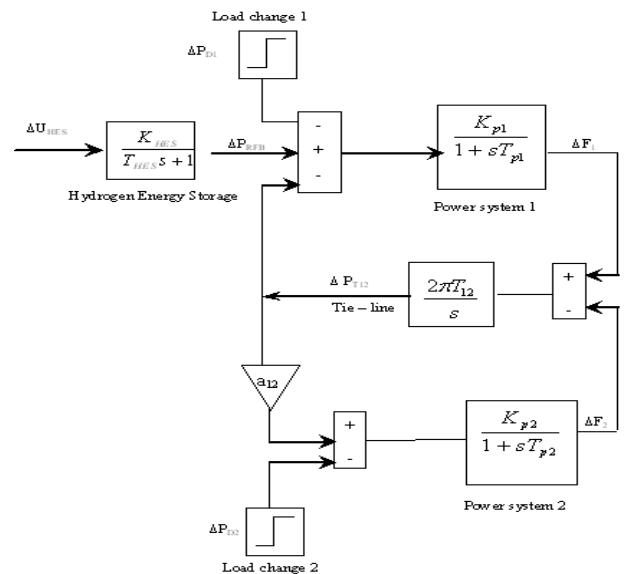 Load change 1
ΔP_D1
ΔU_HES
K_HES
T_HES s + 1
ΔP_RFB
-
+
-
K_p1
1 + sT_p1
ΔF_1
Hydrogen Energy Storage
Power system 1
Δ P_T12
Tie – line
2πT_12
s
+
-
a_12
+
-
K_p2
1 + sT_p2
ΔF_2
Power system 2
ΔP_D2
Load change 2